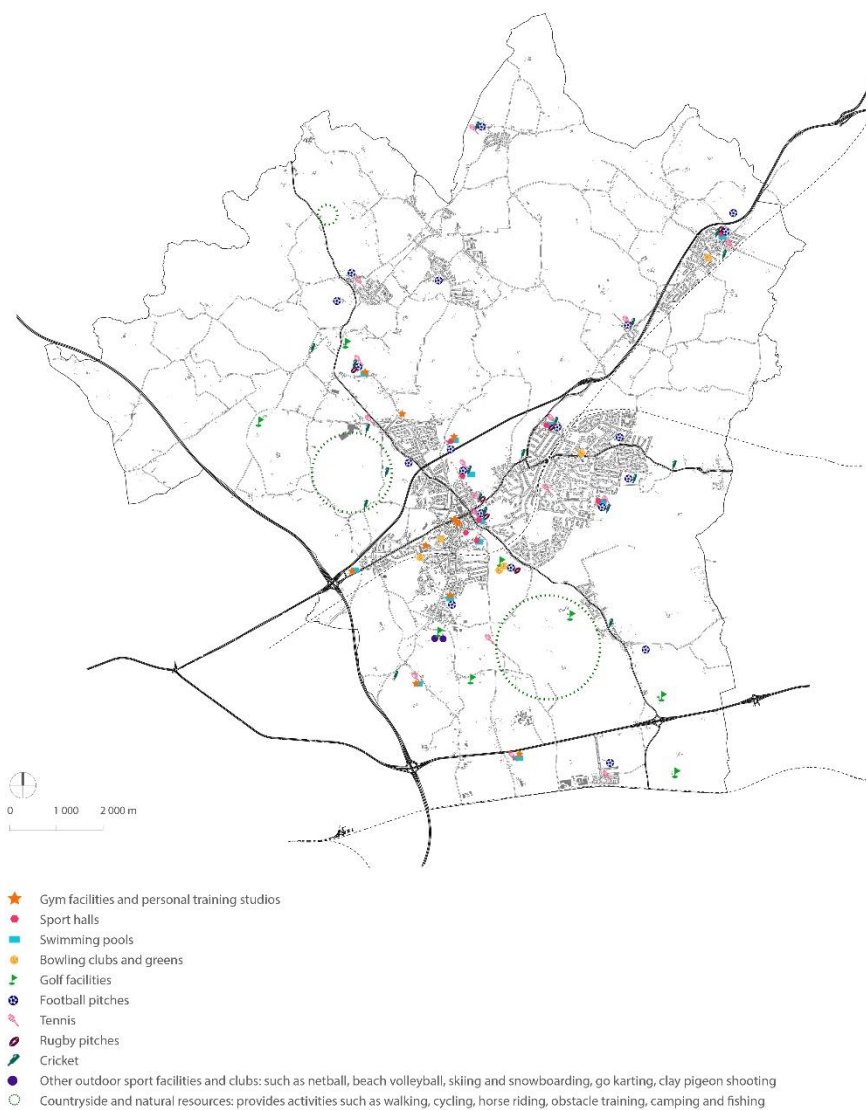 0 1 000 2 000 m
Gym facilities and personal training studios
Sport halls
Swimming pools
Bowling clubs and greens
Golf facilities
Football pitches
Tennis
Rugby pitches
Cricket
Other outdoor sport facilities and clubs: such as netball, beach volleyball, skiing and snowboarding, go karting, clay pigeon shooting
Countryside and natural resources: provides activities such as walking, cycling, horse riding, obstacle training, camping and fishing